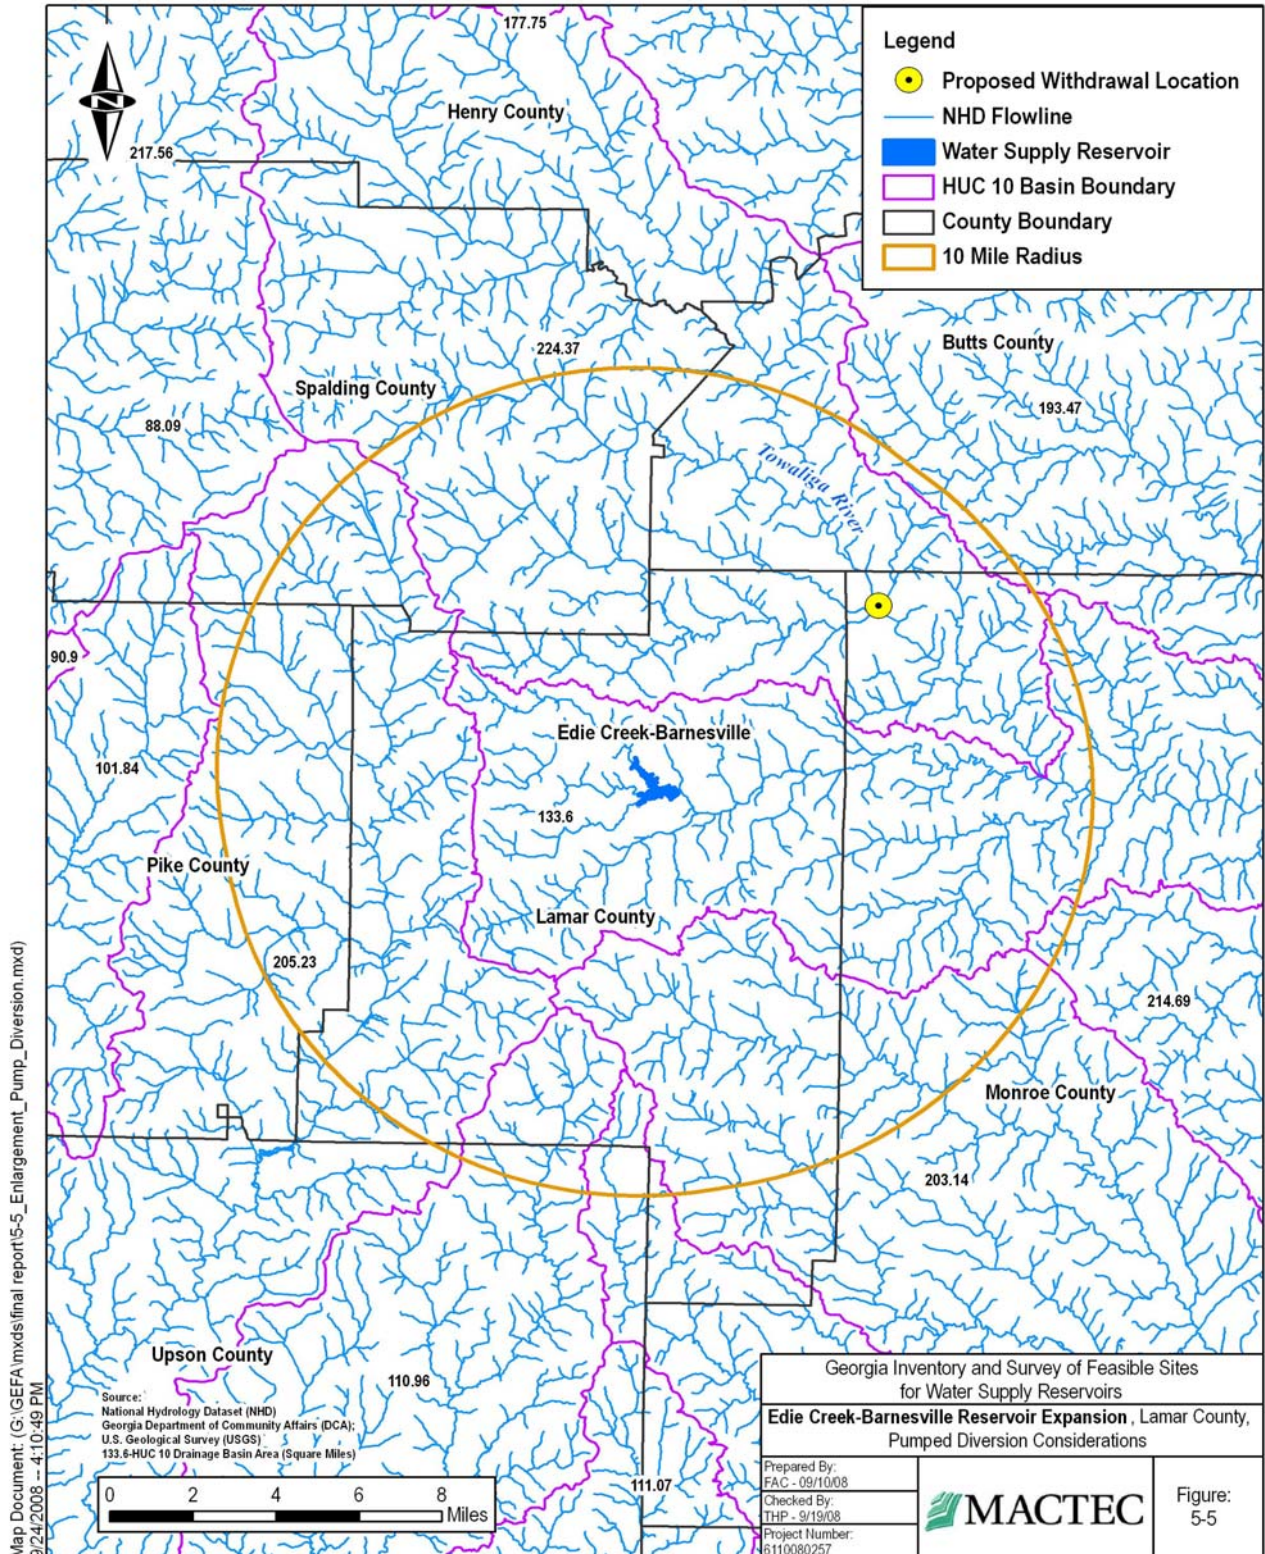 177.75
Legend
Proposed Withdrawal Location
NHD Flowline
Water Supply Reservoir
HUC 10 Basin Boundary
County Boundary
10 Mile Radius
N
Henry County
217.56
224.37
Butts County
Spalding County
193.47
88.09
Towaliga River
90.9
Edie Creek-Barnesville
101.84
133.6
Pike County
Lamar County
205.23
214.69
Monroe County
203.14
Upson County
110.96
111.07
Source:
National Hydrology Dataset (NHD)
Georgia Department of Community Affairs (DCA);
U.S. Geological Survey (USGS)
133.6-HUC 10 Drainage Basin Area (Square Miles)
0 2 4 6 8
Miles
Georgia Inventory and Survey of Feasible Sites
for Water Supply Reservoirs
Edie Creek-Barnesville Reservoir Expansion , Lamar County,
Pumped Diversion Considerations
Prepared By:
FAC - 09/10/08
Checked By:
THP - 9/19/08
Project Number:
6110080257
MACTEC
Figure:
5-5
Map Document: (G:\GEFA\mxds\final report\5-5_Enlargement_Pump_Diversion.mxd)
9/24/2008 -- 4:10:49 PM